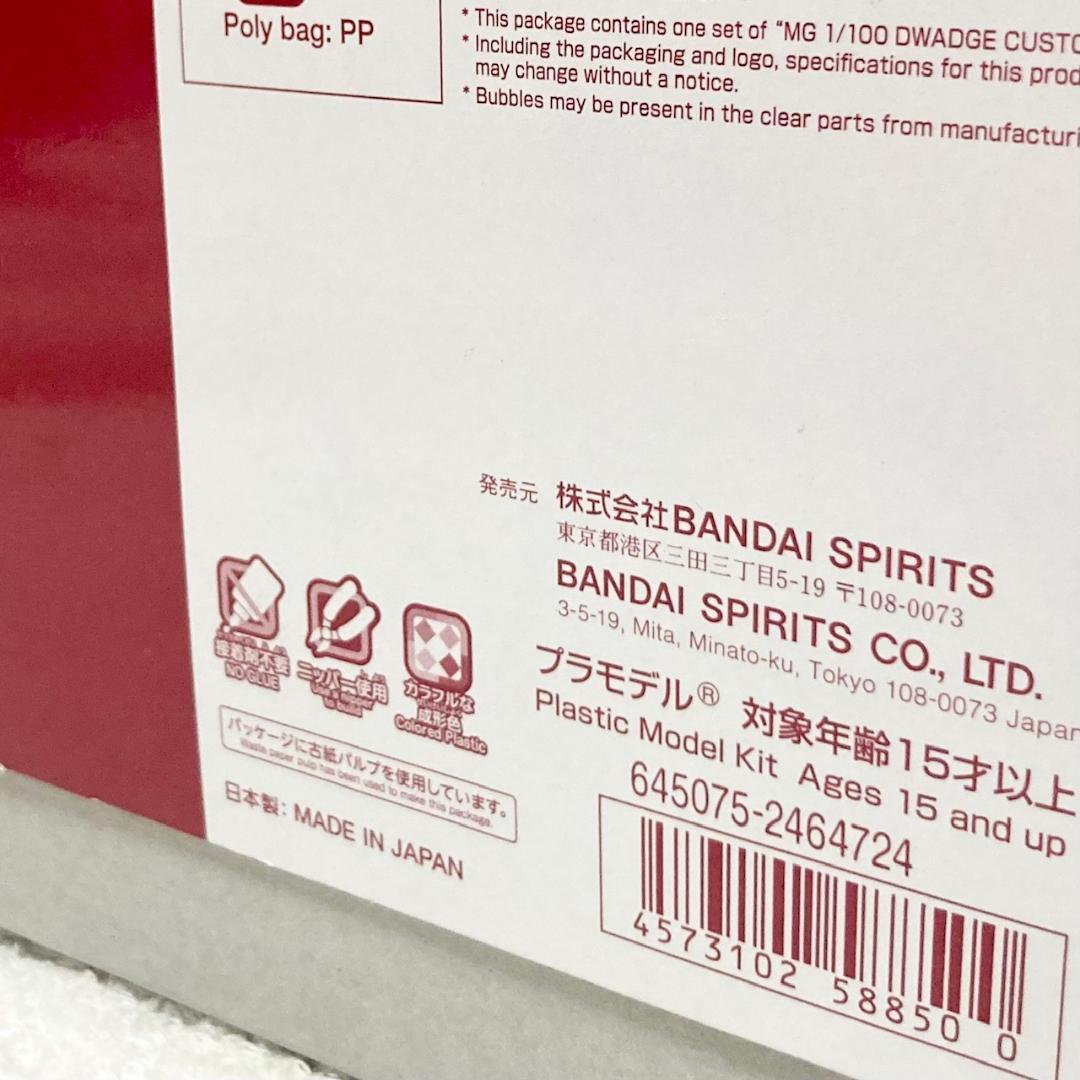 Poly bag: PP
* This package contains one set of “MG 1/100 DWADGE CUSTO
* Including the packaging and logo, specifications for this prod
may change without a notice.
* Bubbles may be present in the clear parts from manufacturi
発売元 株式会社BANDAI SPIRITS
東京都港区三田三丁目5-19 〒108-0073
BANDAI SPIRITS CO., LTD.
3-5-19, Mita, Minato-ku, Tokyo 108-0073 Japan
プラモデル® 対象年齢15才以上
Plastic Model Kit Ages 15 and up
645075-2464724
4573102 58850 0
接着剤不要
NO GLUE
ニッパー使用
カラフルな
成形色
Colored Plastic
パッケージに古紙パルプを使用しています。
Waste paper pulp has been used to make this package.
日本製: MADE IN JAPAN